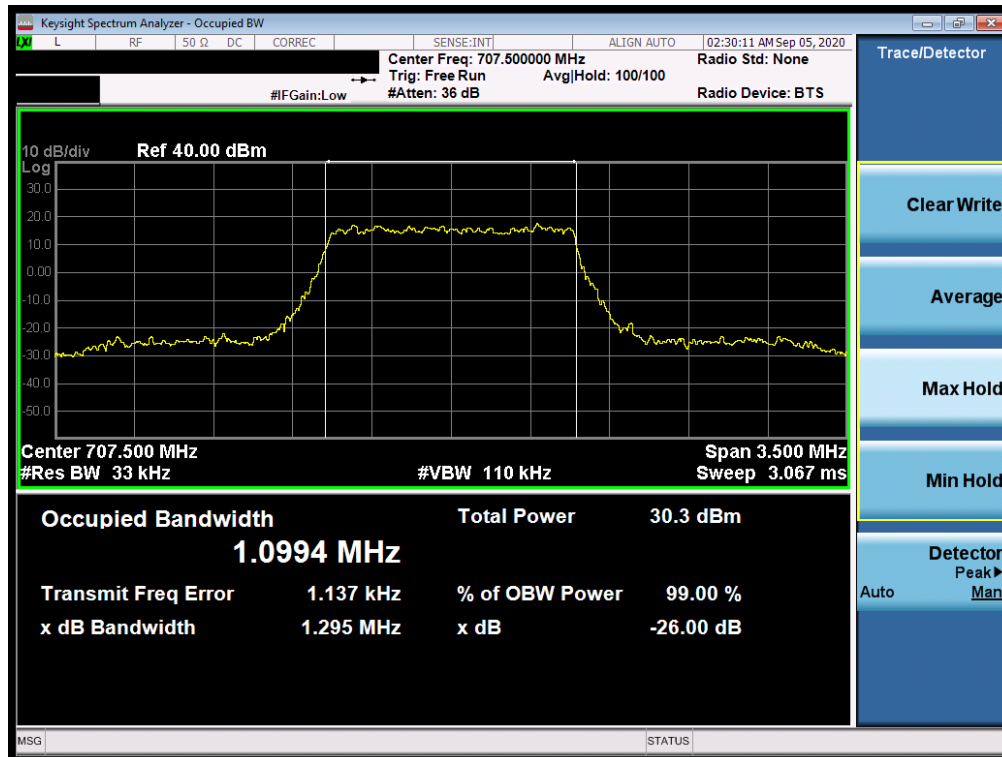 Keysight Spectrum Analyzer - Occupied BW
LXI L RF 50 Ω DC CORREC SENSE:INT ALIGN AUTO 02:30:11 AM Sep 05, 2020
Center Freq: 707.500000 MHz Radio Std: None
Trig: Free Run Avg|Hold: 100/100
#IFGain:Low #Atten: 36 dB Radio Device: BTS
10 dB/div Ref 40.00 dBm
Log
30.0
20.0
10.0
0.00
-10.0
-20.0
-30.0
-40.0
-50.0
Center 707.500 MHz Span 3.500 MHz
#Res BW 33 kHz #VBW 110 kHz Sweep 3.067 ms
Occupied Bandwidth Total Power 30.3 dBm
1.0994 MHz
Transmit Freq Error 1.137 kHz % of OBW Power 99.00 %
x dB Bandwidth 1.295 MHz x dB -26.00 dB
MSG STATUS
Trace/Detector
Clear Write
Average
Max Hold
Min Hold
Detector
Peak▶
Auto Man